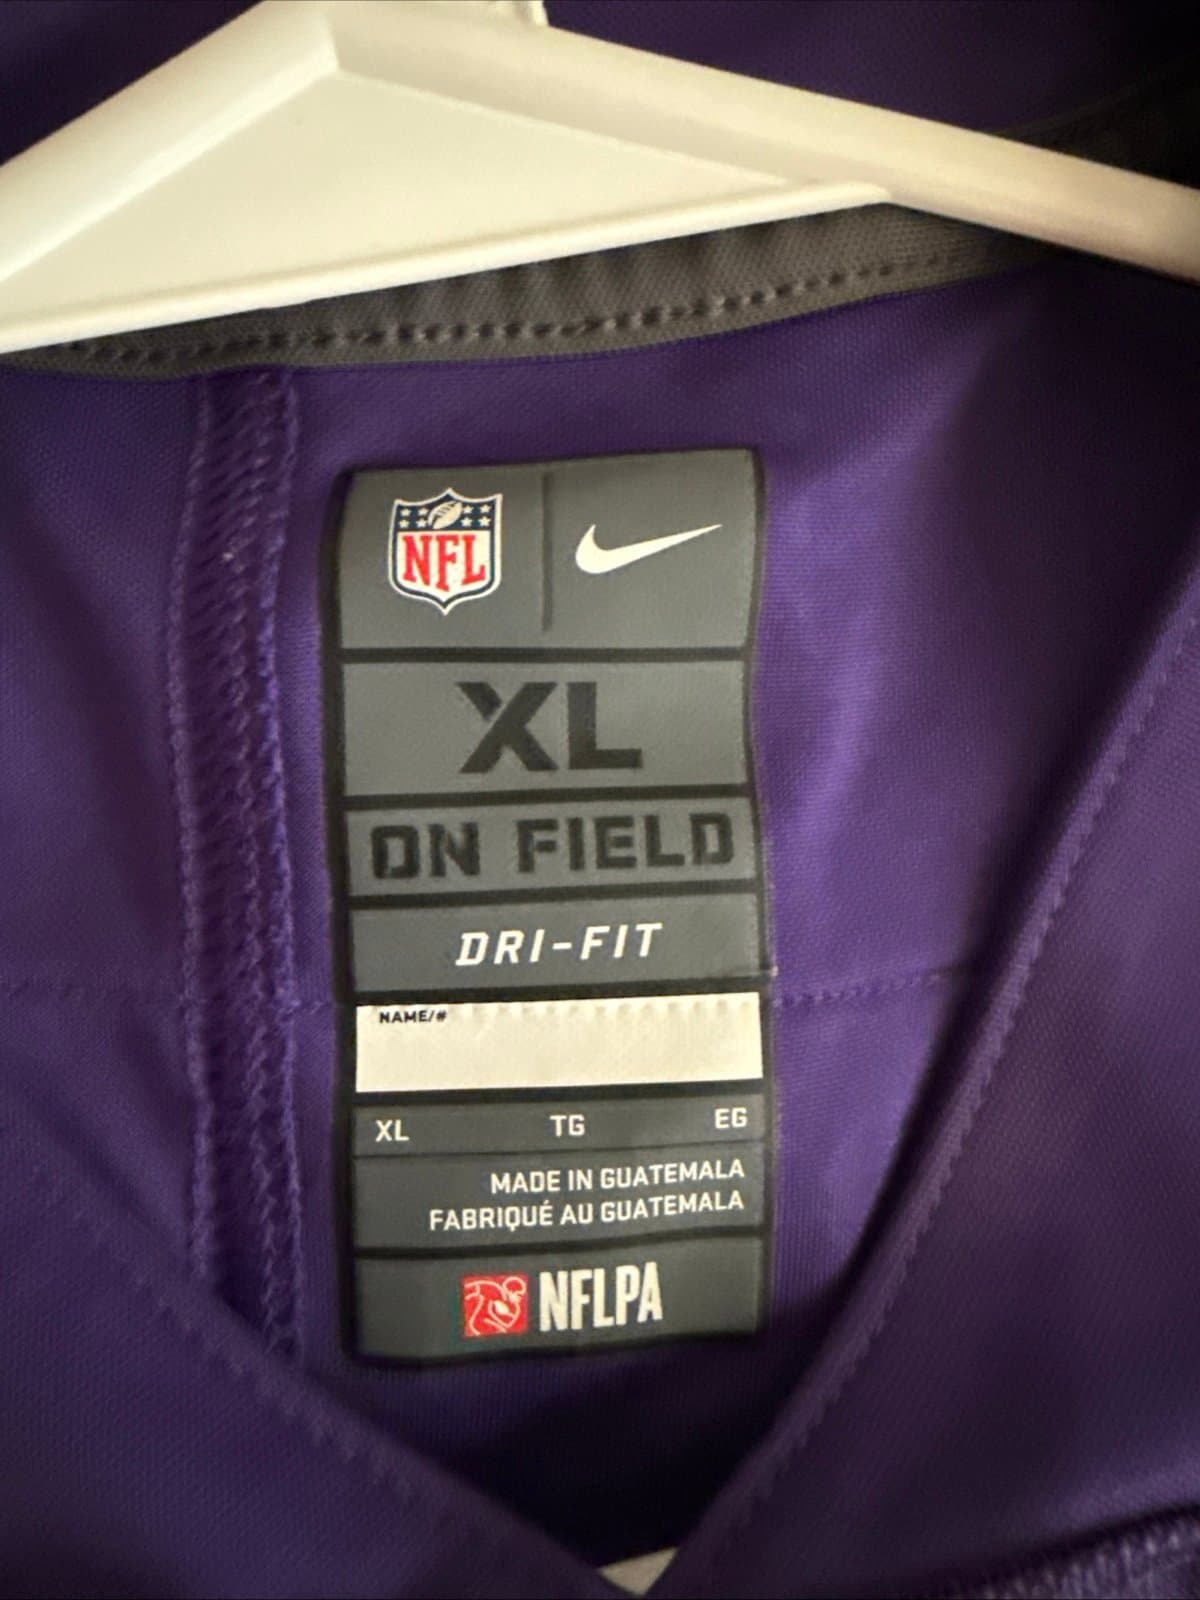 NFL
XL
ON FIELD
DRI-FIT
NAME/#
XL TG EG
MADE IN GUATEMALA
FABRIQUÉ AU GUATEMALA
NFLPA